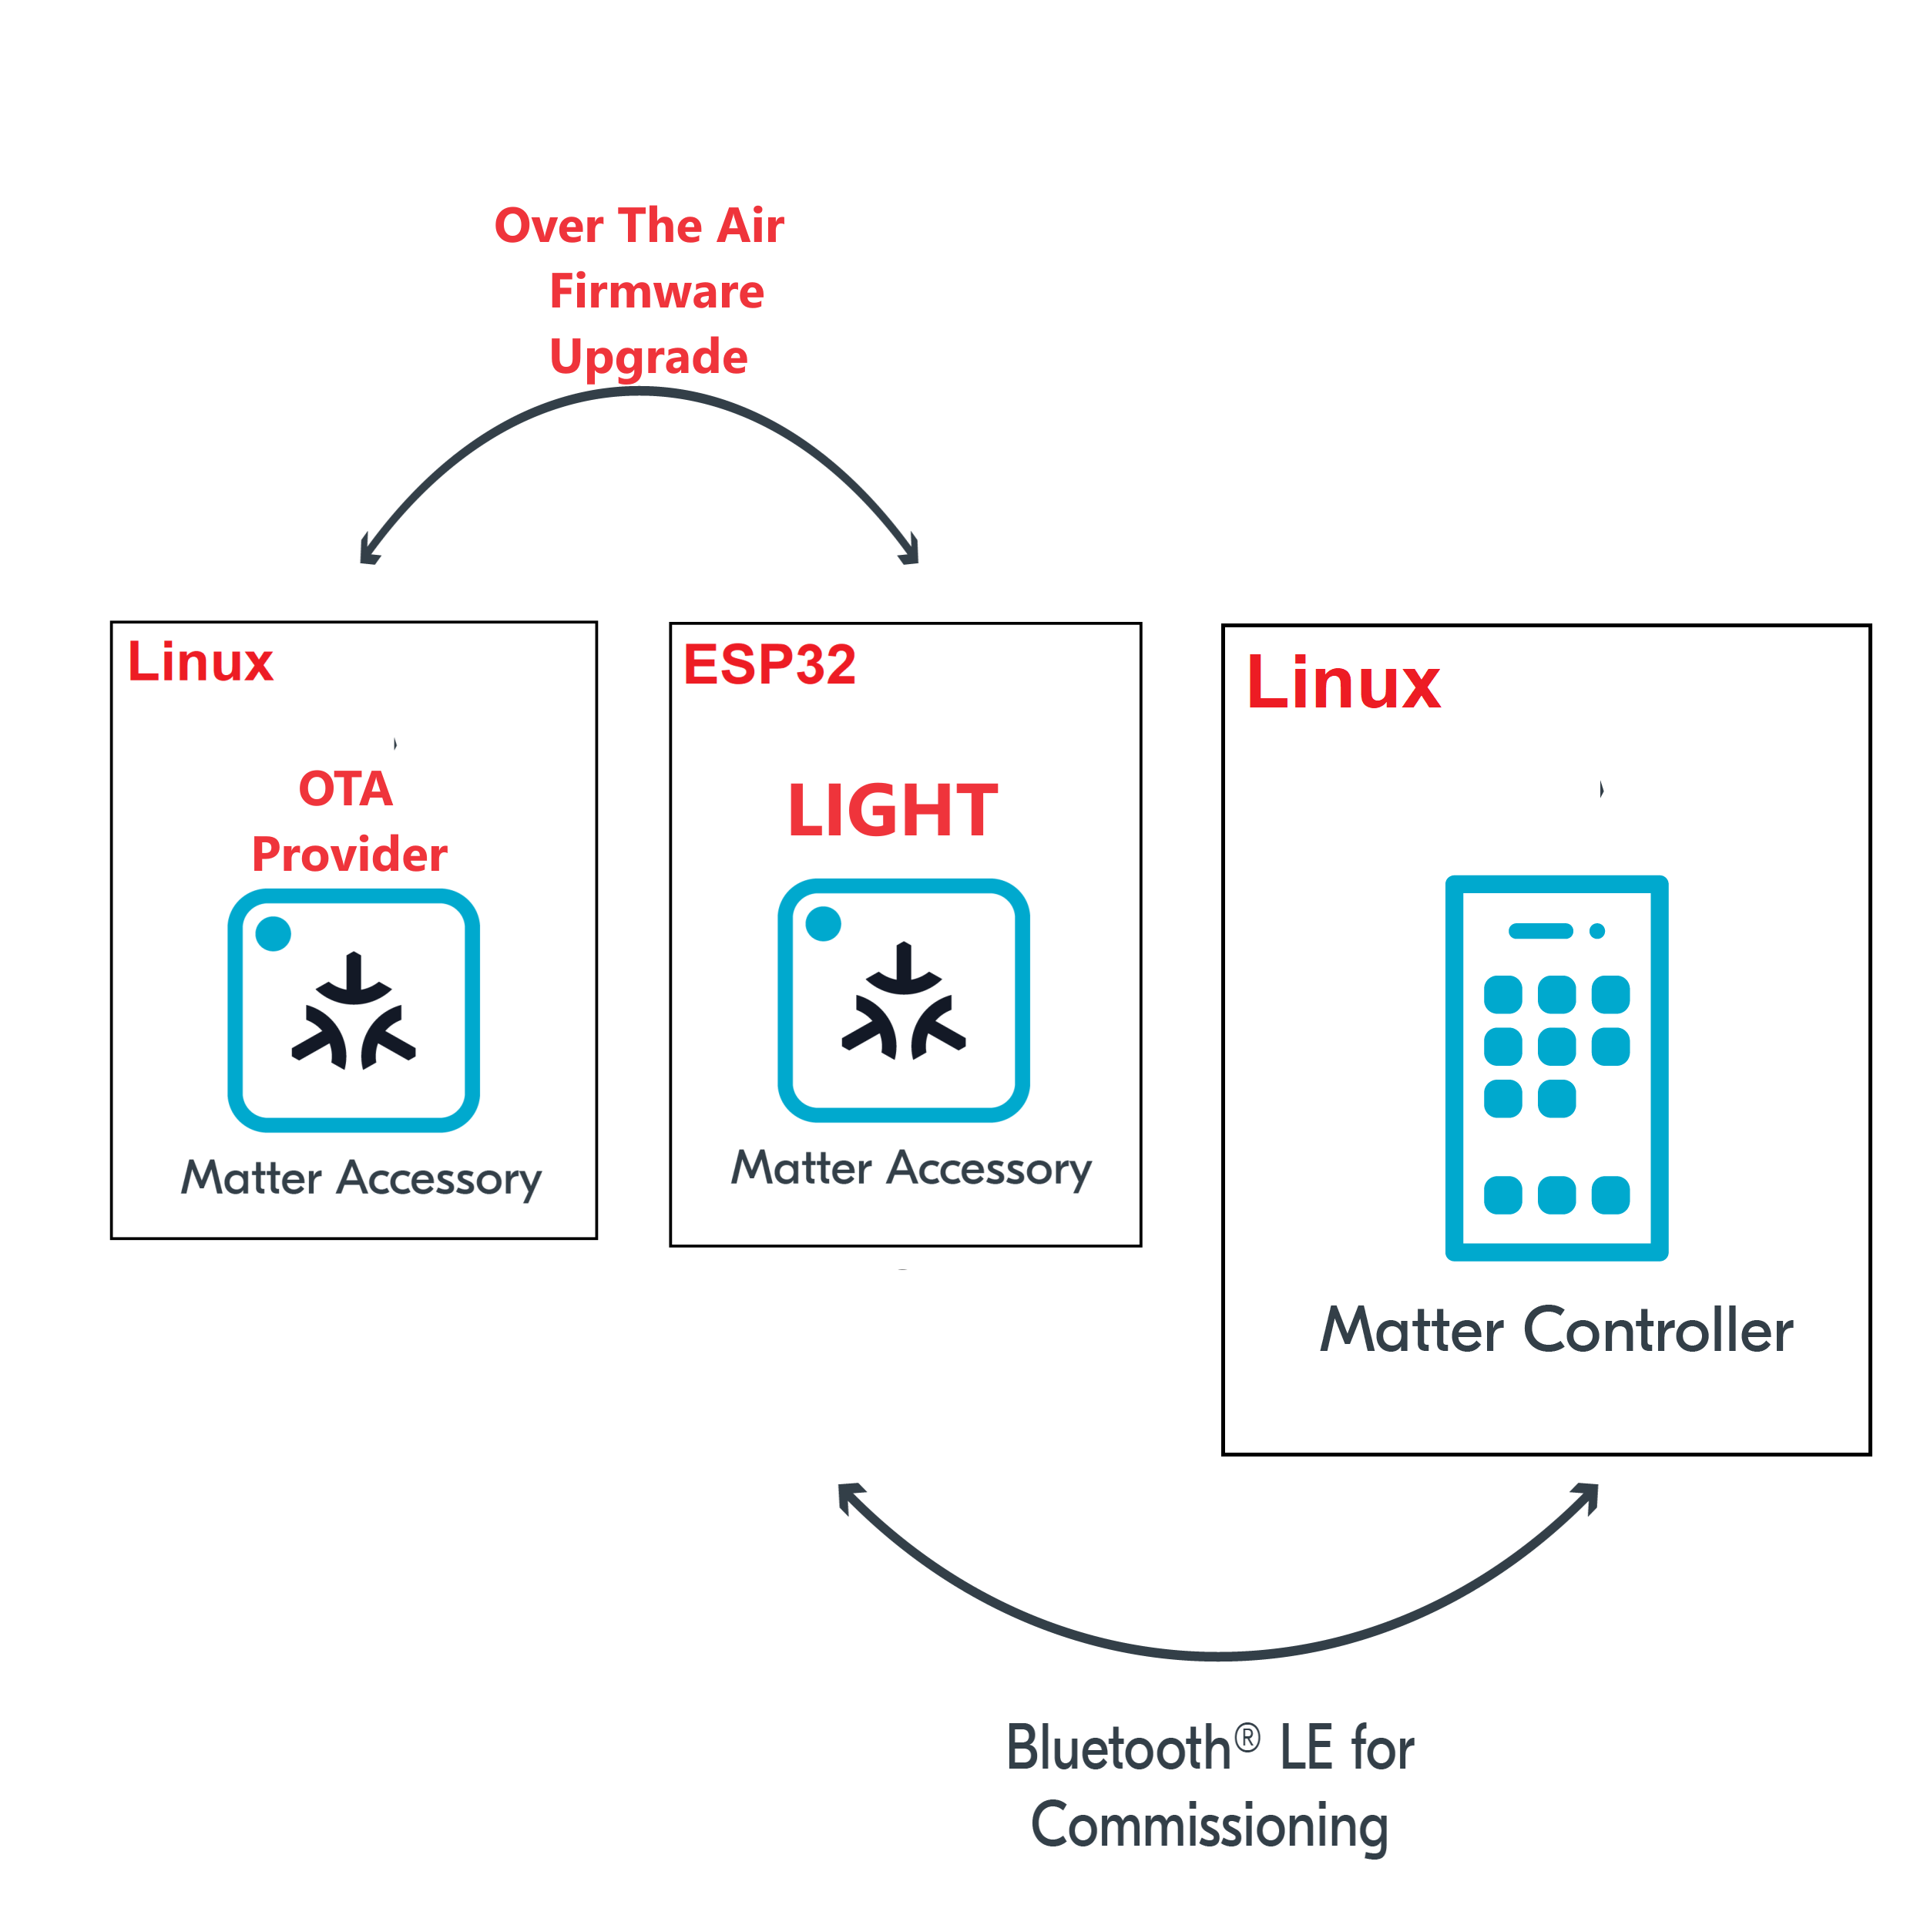 Over The Air
Firmware
Upgrade
Linux
OTA
Provider
Matter Accessory
ESP32
LIGHT
Matter Accessory
Linux
Matter Controller
Bluetooth® LE for
Commissioning